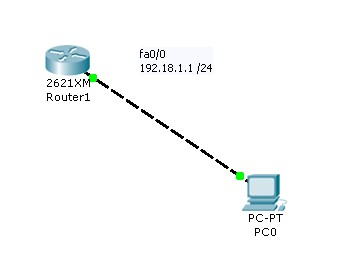 fa0/0
192.18.1.1 /24
2621XM
Router1
PC-PT
PC0